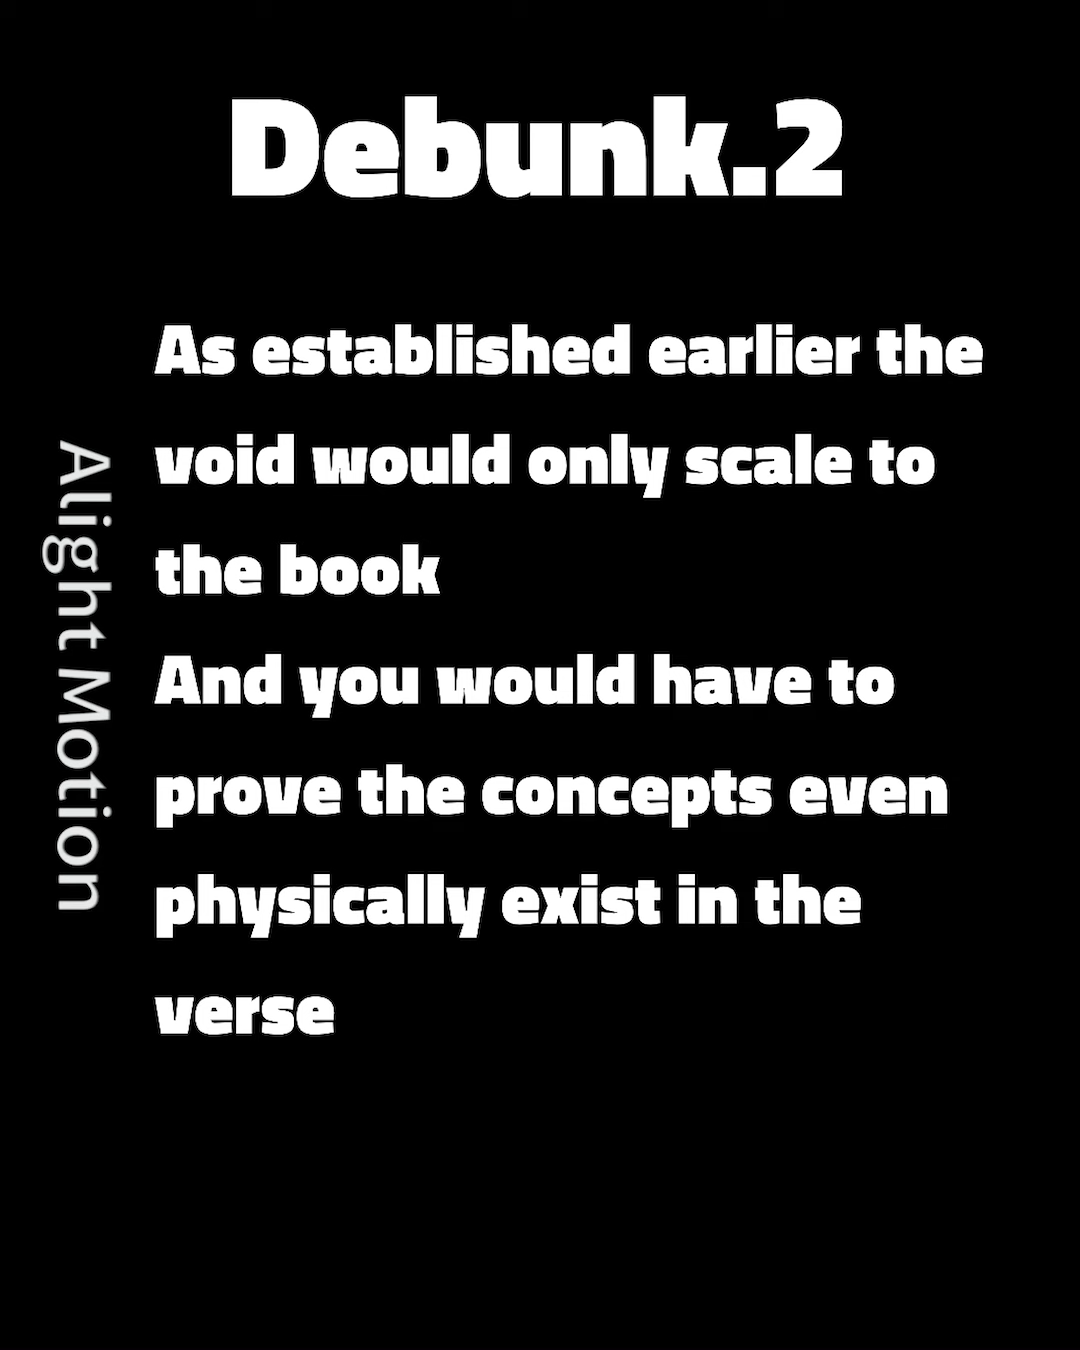 Debunk.2
As established earlier the
void would only scale to
the book
And you would have to
prove the concepts even
physically exist in the
verse
Alight Motion